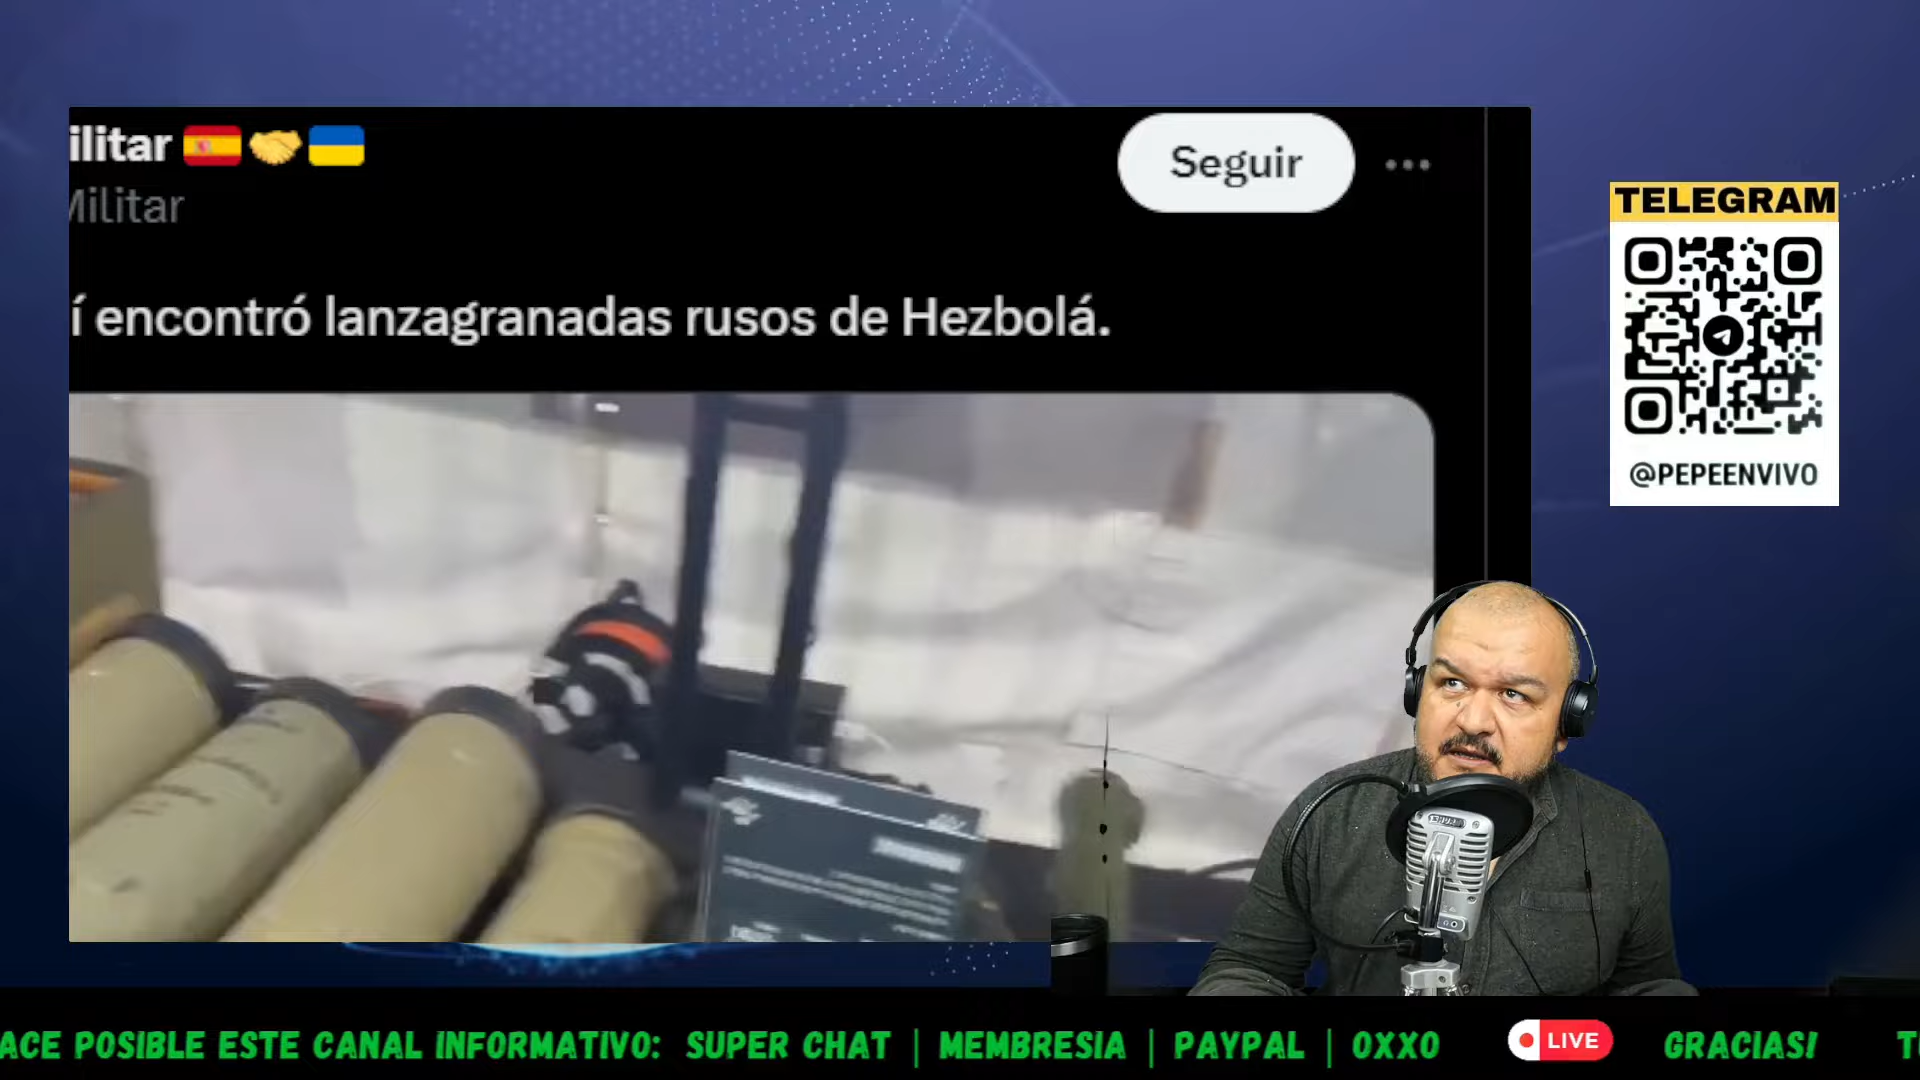 ilitar
Seguir
Militar
í encontró lanzagranadas rusos de Hezbolá.
TELEGRAM
@PEPEENVIVO
ACE POSIBLE ESTE CANAL INFORMATIVO: SUPER CHAT | MEMBRESIA | PAYPAL | OXXO
LIVE
GRACIAS!